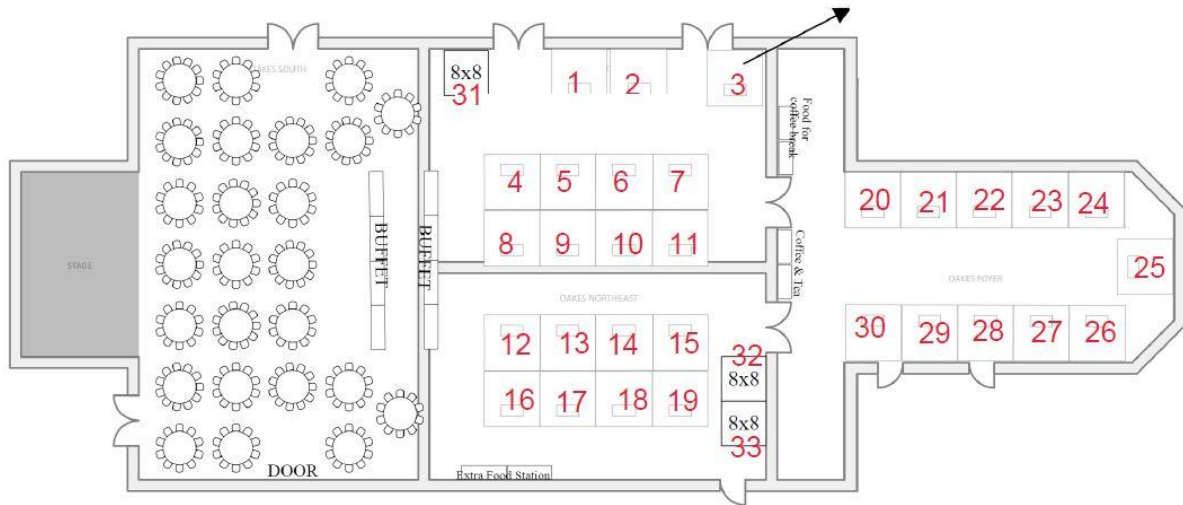 OAKES SOUTH
8x8
31
1
2
3
Food for
coffee break
4
5
6
7
8
9
10
11
BUFFET
BUFFET
STAGE
Coffee & Tea
20
21
22
23
24
25
OAKES FOYER
OAKES NORTHEAST
30
29
28
27
26
12
13
14
15
32
8x8
16
17
18
19
8x8
33
DOOR
Extra Food Station